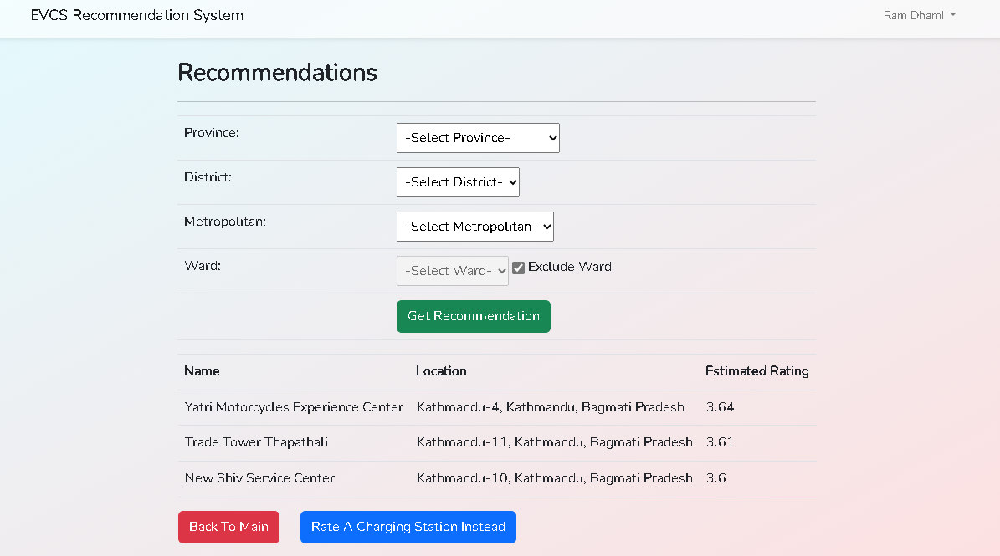 EVCS Recommendation System Ram Dhami
Recommendations
Province: -Select Province-
District: -Select District-
Metropolitan: -Select Metropolitan-
Ward: -Select Ward- Exclude Ward
Get Recommendation
Name Location Estimated Rating
Yatri Motorcycles Experience Center Kathmandu-4, Kathmandu, Bagmati Pradesh 3.64
Trade Tower Thapathali Kathmandu-11, Kathmandu, Bagmati Pradesh 3.61
New Shiv Service Center Kathmandu-10, Kathmandu, Bagmati Pradesh 3.6
Back To Main Rate A Charging Station Instead